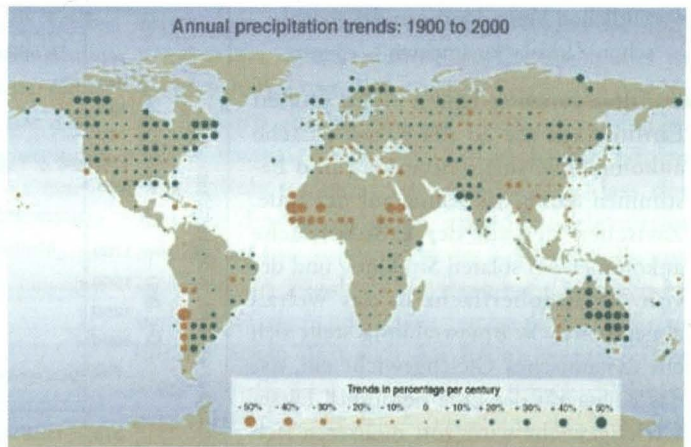 Annual precipitation trends: 1900 to 2000
Trends in percentage per century
- 50% - 40% - 30% - 20% - 10% 0 + 10% + 20% + 30% + 40% + 50%